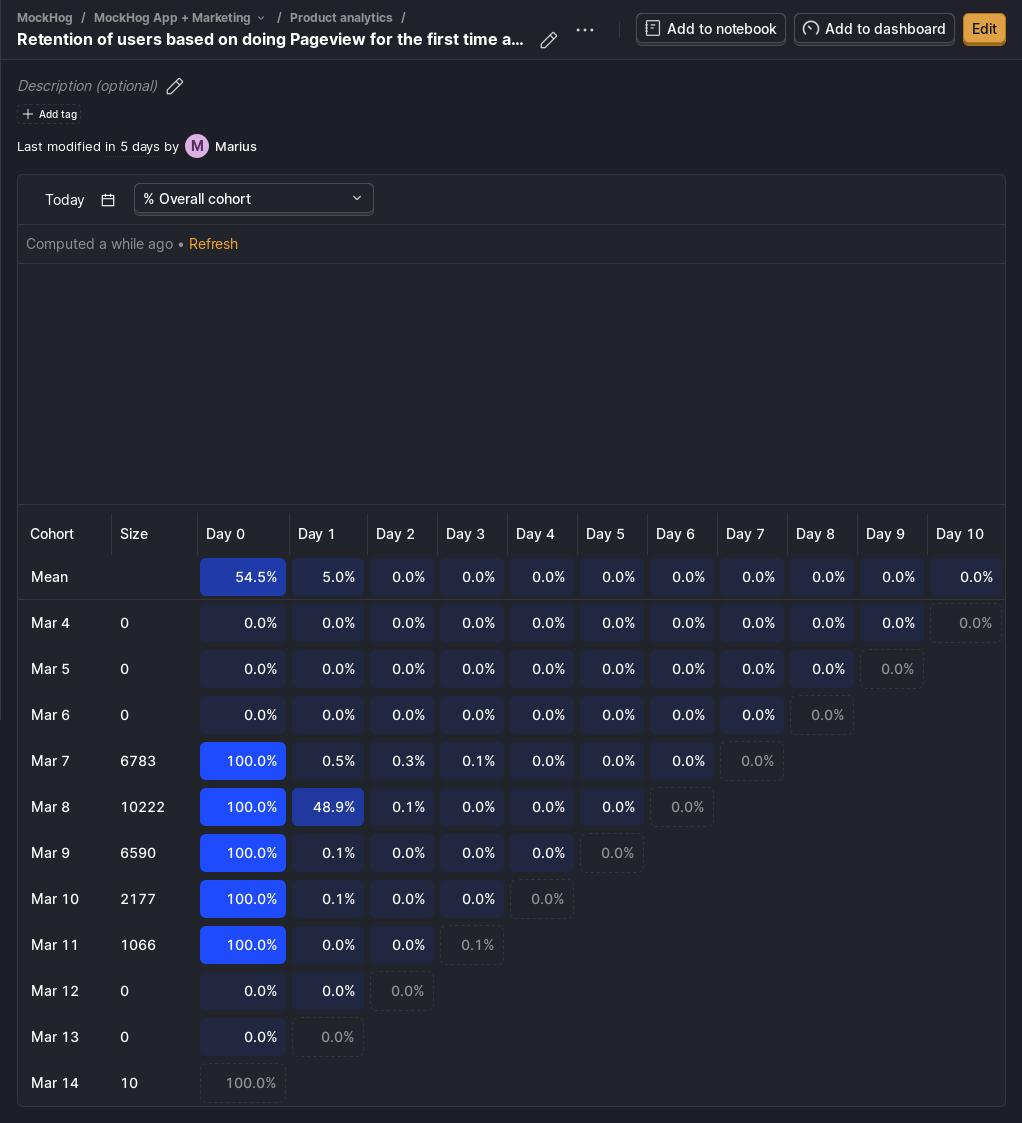 MockHog / MockHog App + Marketing / Product analytics /
Retention of users based on doing Pageview for the first time a...
Add to notebook
Add to dashboard
Edit
Description (optional)
+ Add tag
Last modified in 5 days by M Marius
Today
% Overall cohort
Computed a while ago • Refresh
Cohort Size Day 0 Day 1 Day 2 Day 3 Day 4 Day 5 Day 6 Day 7 Day 8 Day 9 Day 10
Mean 54.5% 5.0% 0.0% 0.0% 0.0% 0.0% 0.0% 0.0% 0.0% 0.0% 0.0%
Mar 4 0 0.0% 0.0% 0.0% 0.0% 0.0% 0.0% 0.0% 0.0% 0.0% 0.0% 0.0%
Mar 5 0 0.0% 0.0% 0.0% 0.0% 0.0% 0.0% 0.0% 0.0% 0.0% 0.0%
Mar 6 0 0.0% 0.0% 0.0% 0.0% 0.0% 0.0% 0.0% 0.0% 0.0%
Mar 7 6783 100.0% 0.5% 0.3% 0.1% 0.0% 0.0% 0.0% 0.0%
Mar 8 10222 100.0% 48.9% 0.1% 0.0% 0.0% 0.0% 0.0%
Mar 9 6590 100.0% 0.1% 0.0% 0.0% 0.0% 0.0%
Mar 10 2177 100.0% 0.1% 0.0% 0.0% 0.0%
Mar 11 1066 100.0% 0.0% 0.0% 0.1%
Mar 12 0 0.0% 0.0% 0.0%
Mar 13 0 0.0% 0.0%
Mar 14 10 100.0%